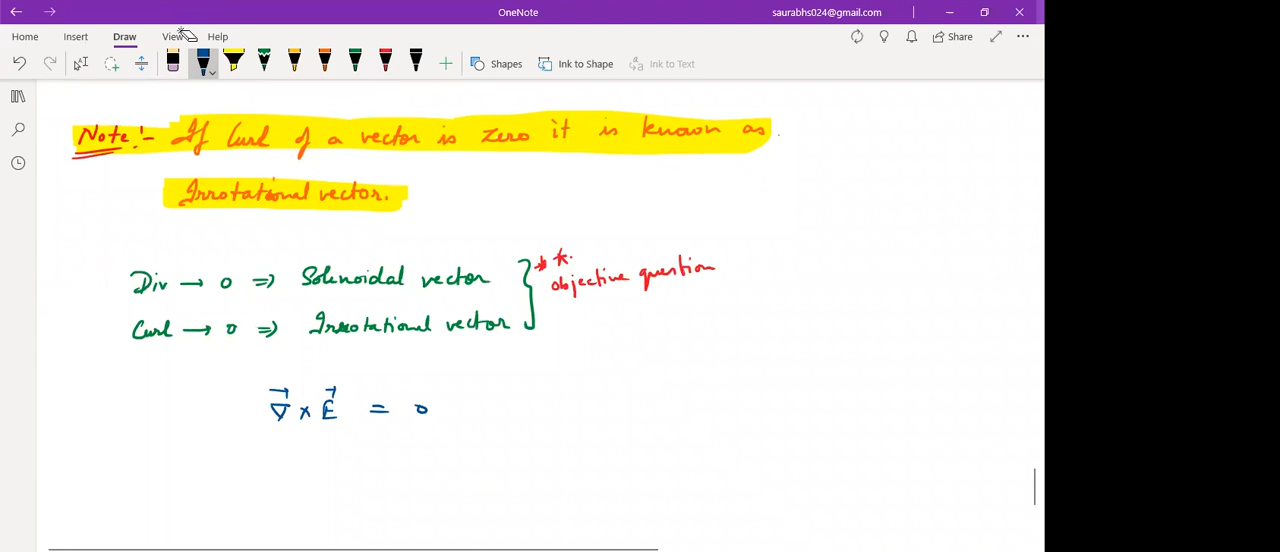 OneNote
saurabhs024@gmail.com
Home Insert Draw View Help
Share
Shapes
Ink to Shape
Ink to Text
Note:- If Curl of a vector is zero it is known as
Irrotational vector.
Div → 0 ⇒ Solenoidal vector
Curl → 0 ⇒ Irrotational vector
** objective question
∇⃗ × E⃗ = 0